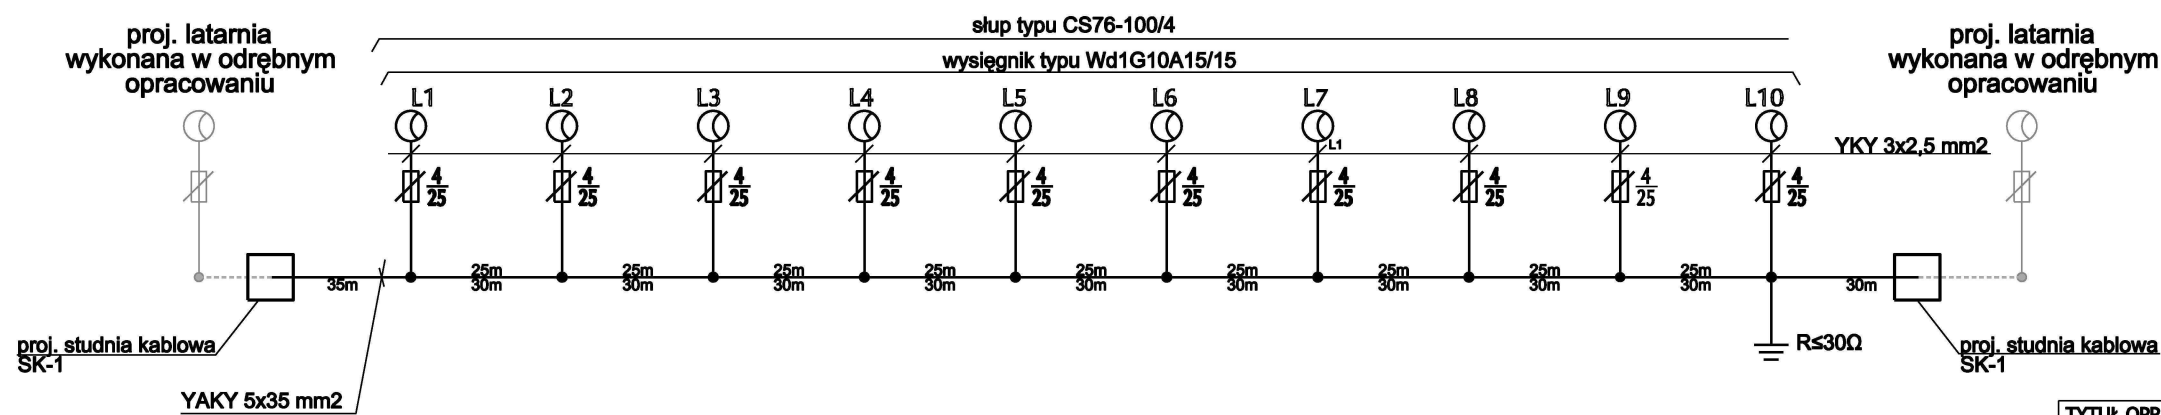 proj. latarnia
wykonana w odrębnym
opracowaniu
słup typu CS76-100/4
wysięgnik typu Wd1G10A15/15
proj. latarnia
wykonana w odrębnym
opracowaniu
L1 L2 L3 L4 L5 L6 L7 L8 L9 L10
L1
YKY 3x2,5 mm2
4 4 4 4 4 4 4 4 4 4
25 25 25 25 25 25 25 25 25 25
25m 25m 25m 25m 25m 25m 25m 25m 25m
35m 30m 30m 30m 30m 30m 30m 30m 30m 30m 30m
proj. studnia kablowa
SK-1
YAKY 5x35 mm2
R≤30Ω
proj. studnia kablowa
SK-1